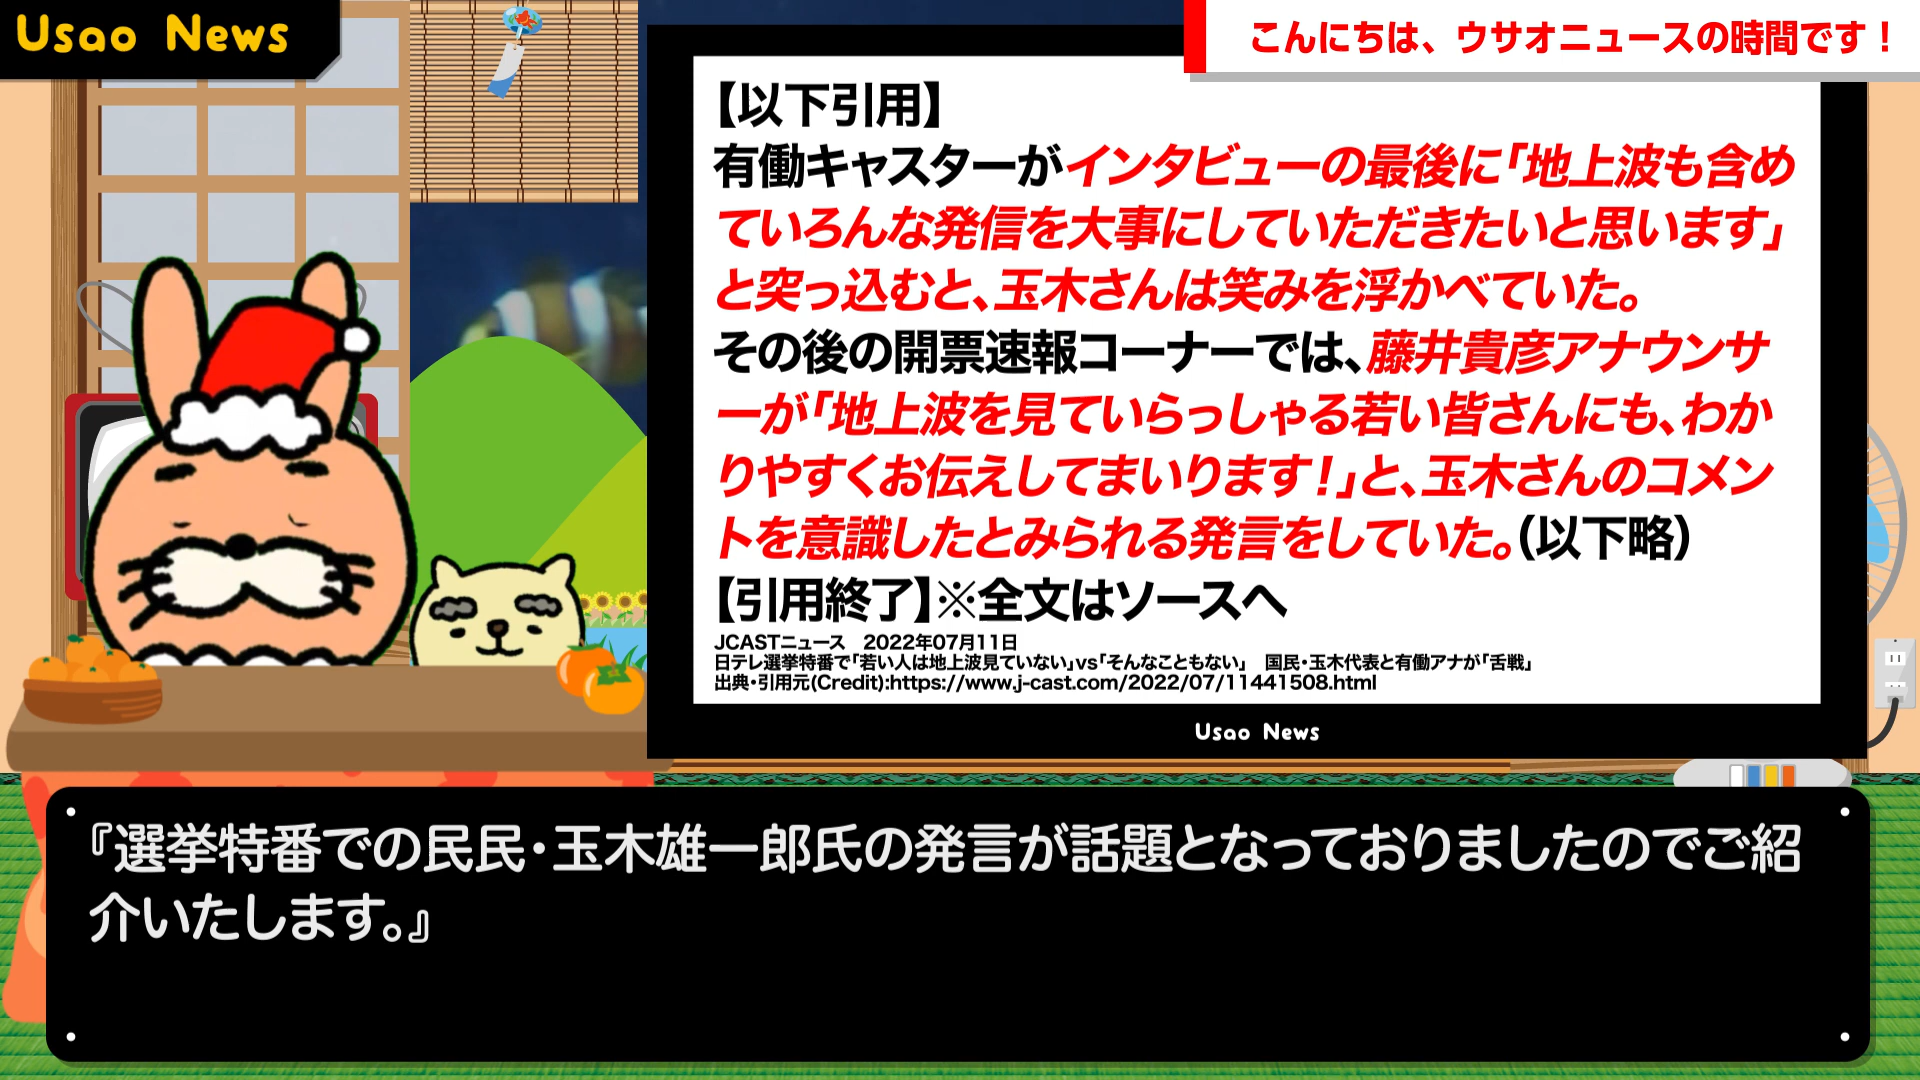 Usao News
こんにちは、ウサオニュースの時間です！
【以下引用】
有働キャスターがインタビューの最後に「地上波も含め
ていろんな発信を大事にしていただきたいと思います」
と突っ込むと、玉木さんは笑みを浮かべていた。
その後の開票速報コーナーでは、藤井貴彦アナウンサ
ーが「地上波を見ていらっしゃる若い皆さんにも、わか
りやすくお伝えしてまいります！」と、玉木さんのコメン
トを意識したとみられる発言をしていた。（以下略）
【引用終了】※全文はソースへ
JCASTニュース　2022年07月11日
日テレ選挙特番で「若い人は地上波見ていない」vs「そんなこともない」　国民・玉木代表と有働アナが「舌戦」
出典・引用元(Credit):https://www.j-cast.com/2022/07/11441508.html
Usao News
『選挙特番での民民・玉木雄一郎氏の発言が話題となっておりましたのでご紹
介いたします。』